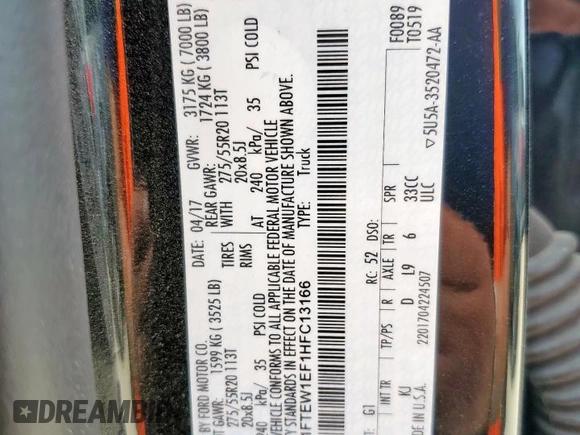 BY FORD MOTOR CO.
DATE: 04/17 GVWR: 3175 KG ( 7000 LB)
T GAWR: 1599 KG ( 3525 LB) REAR GAWR: 1724 KG ( 3800 LB)
275/55R20 113T TIRES WITH 275/55R20 113T
20x8.5J RIMS 20x8.5J
240 kPa/ 35 PSI COLD AT 240 kPa/ 35 PSI COLD
VEHICLE CONFORMS TO ALL APPLICABLE FEDERAL MOTOR VEHICLE
IN EFFECT ON THE DATE OF MANUFACTURE SHOWN ABOVE.
1FTEW1EF1HFC13166 TYPE: Truck
F0089
T0519
RC: 52 DSO:
T: G1
INT TR TP/PS R AXLE TR SPR
KJ D L9 6 33CC
ULC
2201704224507
D IN U.S.A.
▽5U5A-3520472-AA
DREAMBI